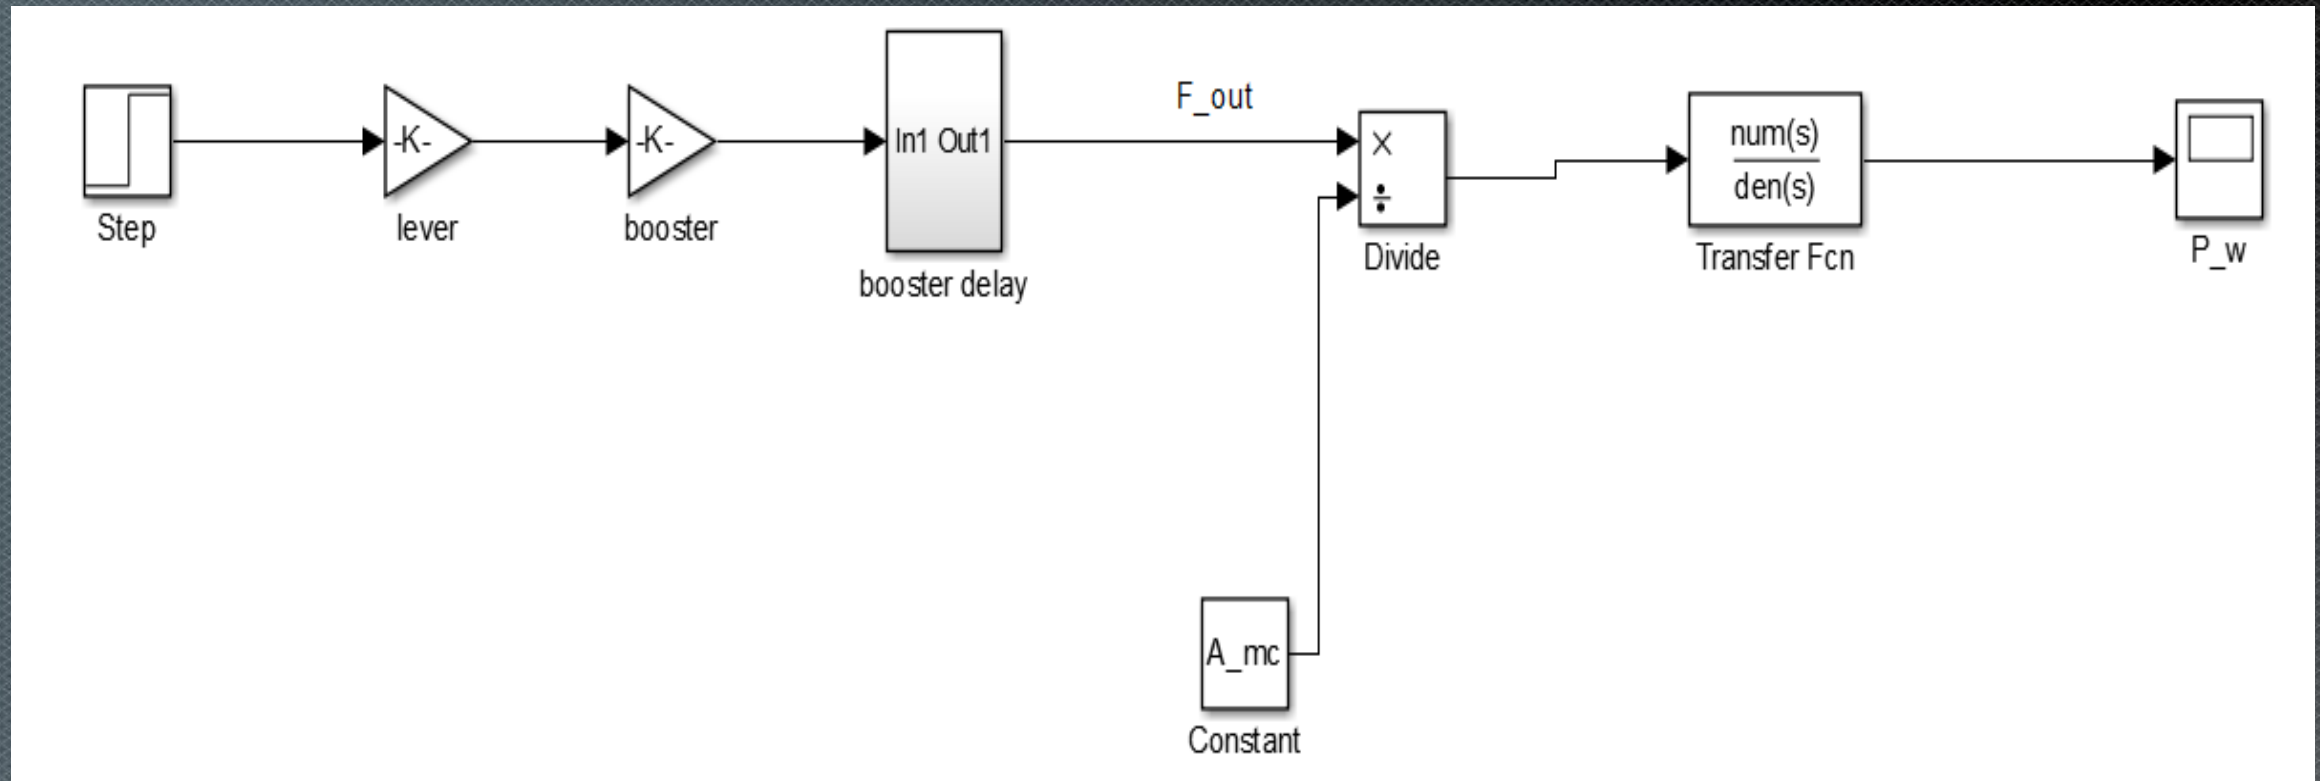 Step
-K-
lever
-K-
booster
In1 Out1
booster delay
F_out
×
÷
Divide
num(s)
den(s)
Transfer Fcn
P_w
A_mc
Constant